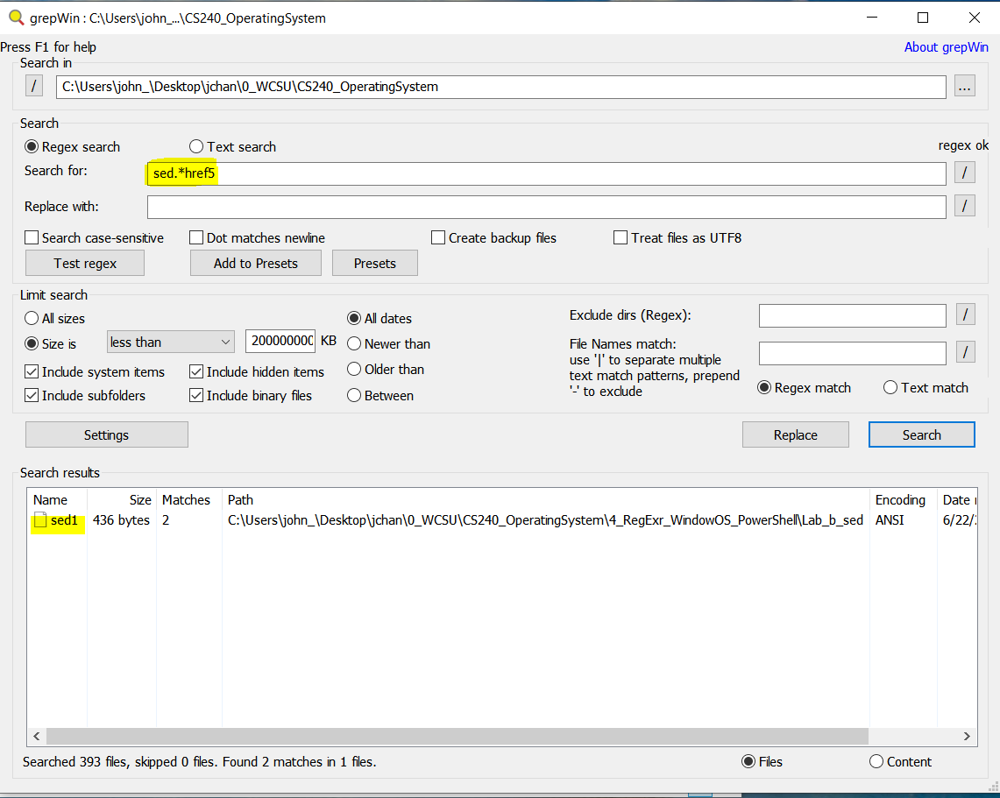 grepWin : C:\Users\john_...\CS240_OperatingSystem
Press F1 for help About grepWin
Search in
/ C:\Users\john_\Desktop\jchan\0_WCSU\CS240_OperatingSystem ...
Search
Regex search Text search regex ok
Search for: sed.*href5 /
Replace with: /
Search case-sensitive Dot matches newline Create backup files Treat files as UTF8
Test regex Add to Presets Presets
Limit search
All sizes All dates Exclude dirs (Regex): /
Size is less than 200000000 KB Newer than File Names match:
use '|' to separate multiple /
Include system items Include hidden items Older than text match patterns, prepend
Include subfolders Include binary files Between '-' to exclude Regex match Text match
Settings Replace Search
Search results
Name Size Matches Path Encoding Date
sed1 436 bytes 2 C:\Users\john_\Desktop\jchan\0_WCSU\CS240_OperatingSystem\4_RegExr_WindowOS_PowerShell\Lab_b_sed ANSI 6/22/
Searched 393 files, skipped 0 files. Found 2 matches in 1 files. Files Content